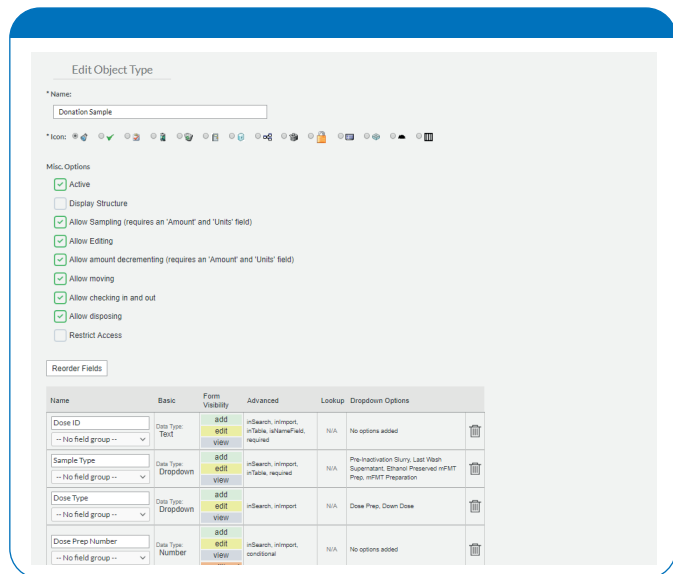 Edit Object Type
* Name:
Donation Sample
* Icon:
Misc. Options
Active
Display Structure
Allow Sampling (requires an 'Amount' and 'Units' field)
Allow Editing
Allow amount decrementing (requires an 'Amount' and 'Units' field)
Allow moving
Allow checking in and out
Allow disposing
Restrict Access
Reorder Fields
Name Basic Form Visibility Advanced Lookup Dropdown Options
Dose ID
-- No field group --
Data Type:
Text
add
edit
view
inSearch, inImport,
inTable, isNameField,
required
N/A
No options added
Sample Type
-- No field group --
Data Type:
Dropdown
add
edit
view
inSearch, inImport,
inTable, required
N/A
Pre-Inactivation Slurry, Last Wash
Supernatant, Ethanol Preserved mFMT
Prep, mFMT Preparation
Dose Type
-- No field group --
Data Type:
Dropdown
add
edit
view
inSearch, inImport
N/A
Dose Prep, Down Dose
Dose Prep Number
-- No field group --
Data Type:
Number
add
edit
view
inSearch, inImport,
conditional
N/A
No options added